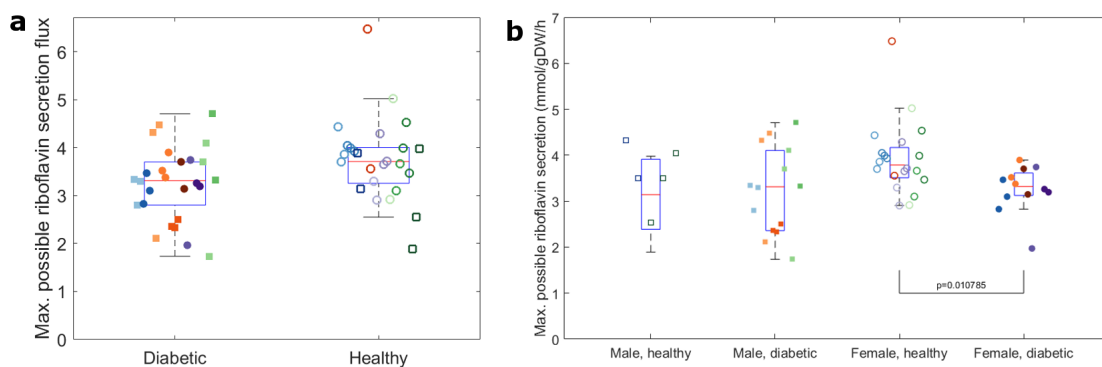 a
Max. possible riboflavin secretion flux
6
5
4
3
2
1
0
Diabetic
Healthy
b
Max. possible riboflavin secretion (mmol/gDW/h)
7
6
5
4
3
2
1
0
p=0.010785
Male, healthy
Male, diabetic
Female, healthy
Female, diabetic